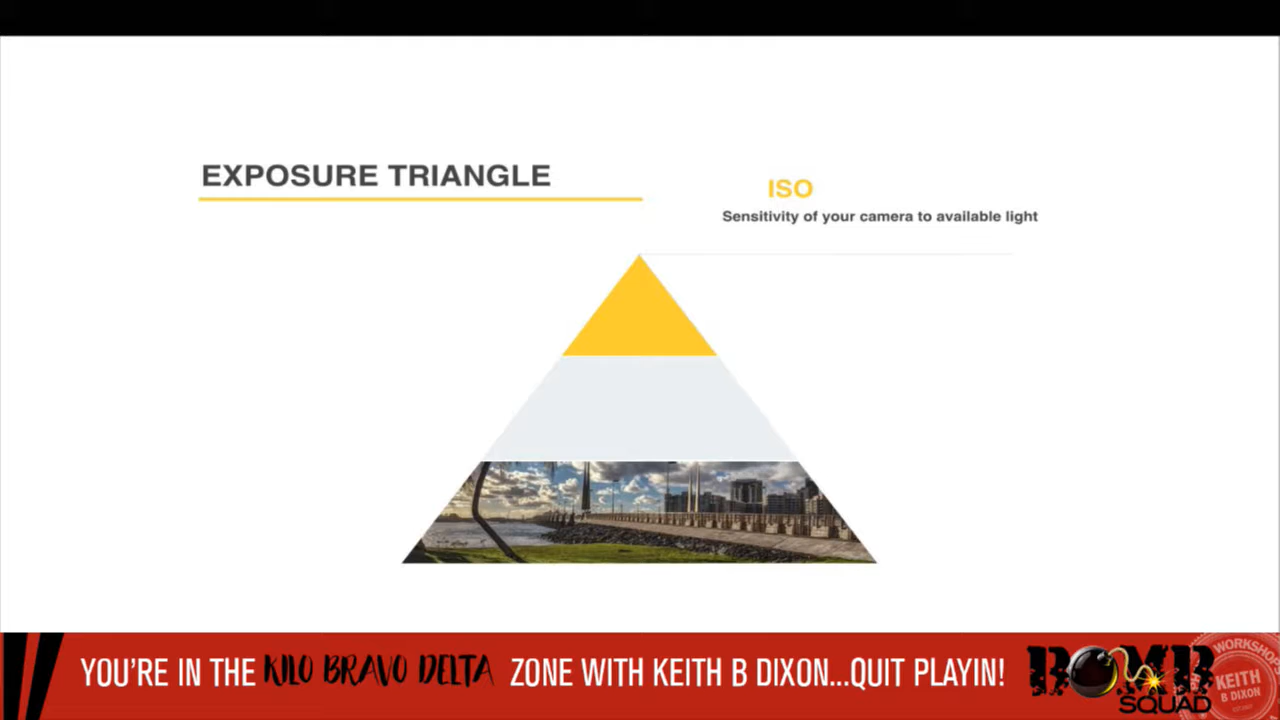 EXPOSURE TRIANGLE
ISO
Sensitivity of your camera to available light
YOU'RE IN THE KILO BRAVO DELTA ZONE WITH KEITH B DIXON...QUIT PLAYIN!
BOMB
SQUAD
WORKSHOP
KEITH
B DIXON